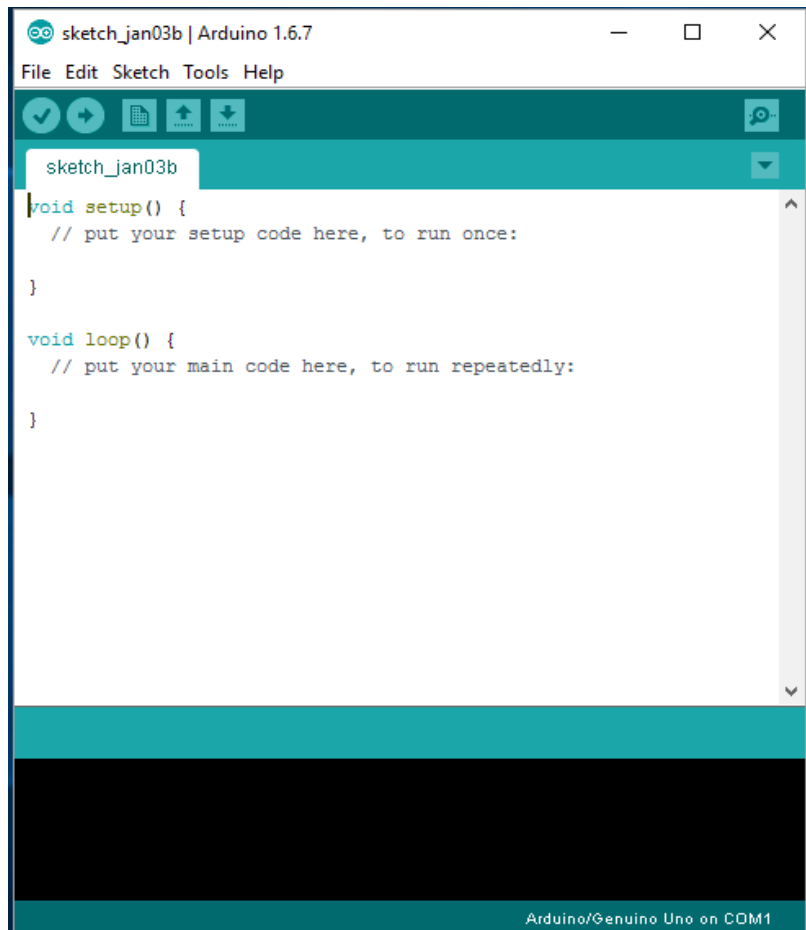 sketch_jan03b | Arduino 1.6.7
File Edit Sketch Tools Help
sketch_jan03b
void setup() {
  // put your setup code here, to run once:
}
void loop() {
  // put your main code here, to run repeatedly:
}
Arduino/Genuino Uno on COM1